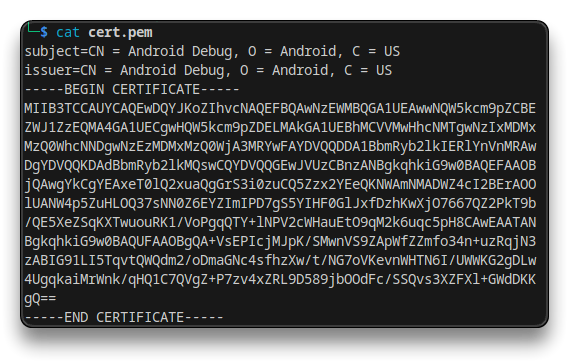 └─$ cat cert.pem
subject=CN = Android Debug, O = Android, C = US
issuer=CN = Android Debug, O = Android, C = US
-----BEGIN CERTIFICATE-----
MIIB3TCCAUYCAQEwDQYJKoZIhvcNAQEFBQAwNzEWMBQGA1UEAwwNQW5kcm9pZCBE
ZWJ1ZzEQMA4GA1UECgwHQW5kcm9pZDELMAkGA1UEBhMCVVMwHhcNMTgwNzIxMDMx
MzQ0WhcNNDgwNzEzMDMxMzQ0WjA3MRYwFAYDVQQDDA1BbmRyb2lkIERlYnVnMRAw
DgYDVQQKDAdBbmRyb2lkMQswCQYDVQQGEwJVUzCBnzANBgkqhkiG9w0BAQEFAAOB
jQAwgYkCgYEAxeT0lQ2xuaQgGrS3i0zuCQ5Zzx2YEeQKNWAmNMADWZ4cI2BErAOO
lUANW4p5ZuHLOQ37sNN0Z6EYZImIPD7gS5YIHF0GlJxfDzhKwXjO7667QZ2PkT9b
/QE5XeZSqKXTwuouRK1/VoPgqQTY+lNPV2cWHauEtO9qM2k6uqc5pH8CAwEAATAN
BgkqhkiG9w0BAQUFAAOBgQA+VsEPIcjMJpK/SMwnVS9ZApWfZZmfo34n+uzRqjN3
zABIG91LI5TqvtQWQdm2/oDmaGNc4sfhzXw/t/NG7oVKevnWHTN6I/UWWKG2gDLw
4UgqkaiMrWnk/qHQ1C7QVgZ+P7zv4xZRL9D589jbOOdFc/SSQvs3XZFXl+GWdDKK
gQ==
-----END CERTIFICATE-----